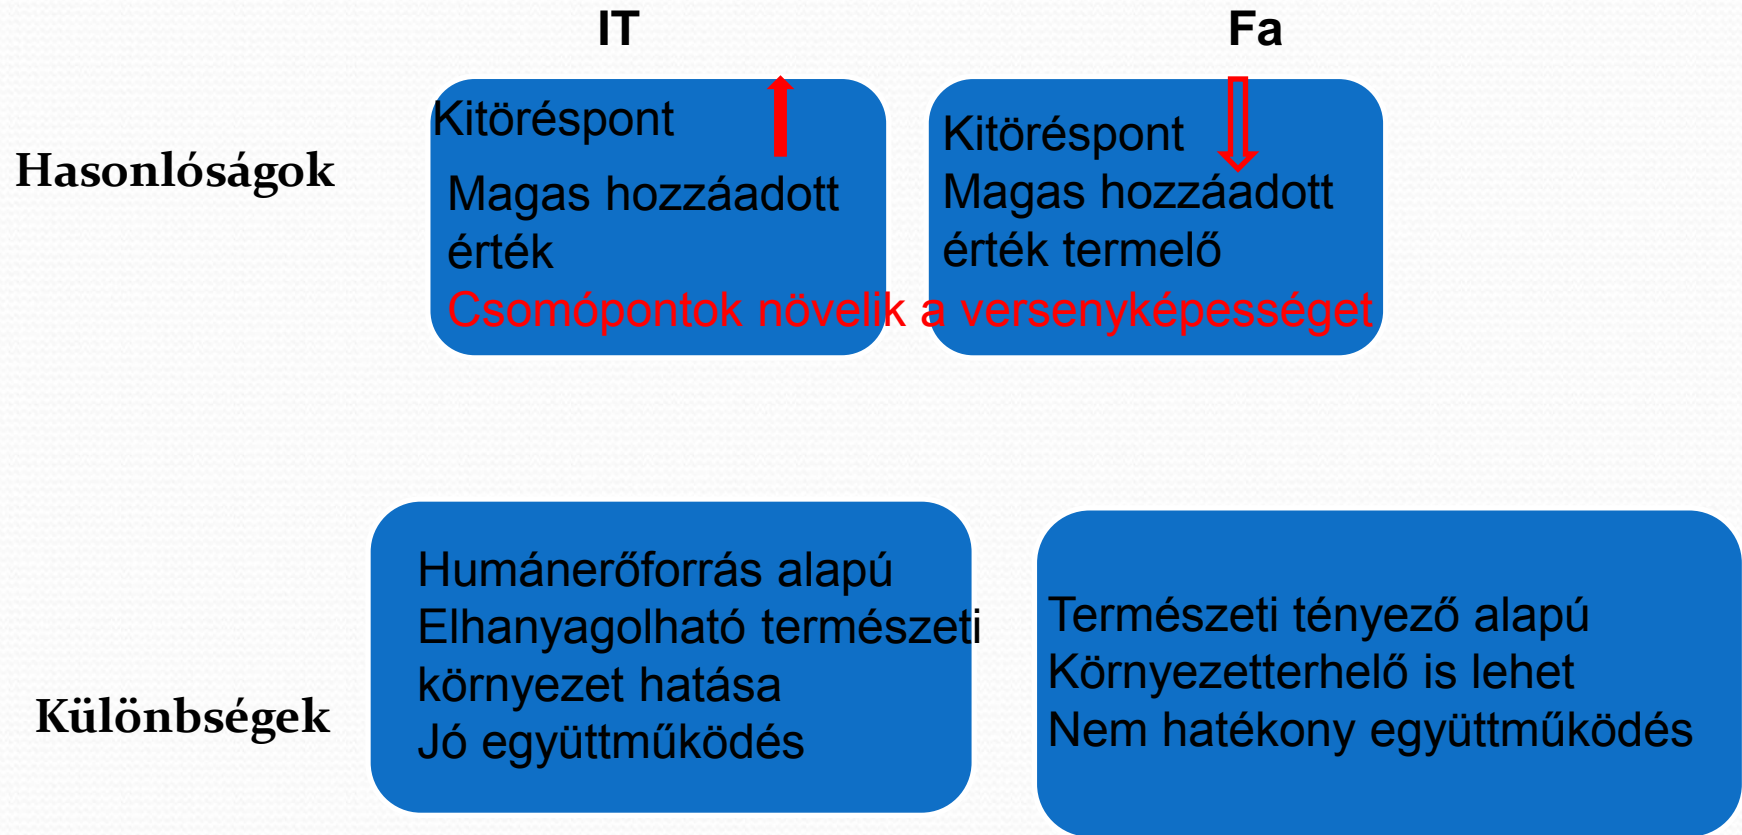 IT
Fa
Hasonlóságok
Kitöréspont
Magas hozzáadott
érték
Kitöréspont
Magas hozzáadott
érték termelő
Csomópontok növelik a versenyképességet
Különbségek
Humánerőforrás alapú
Elhanyagolható természeti
környezet hatása
Jó együttműködés
Természeti tényező alapú
Környezetterhelő is lehet
Nem hatékony együttműködés